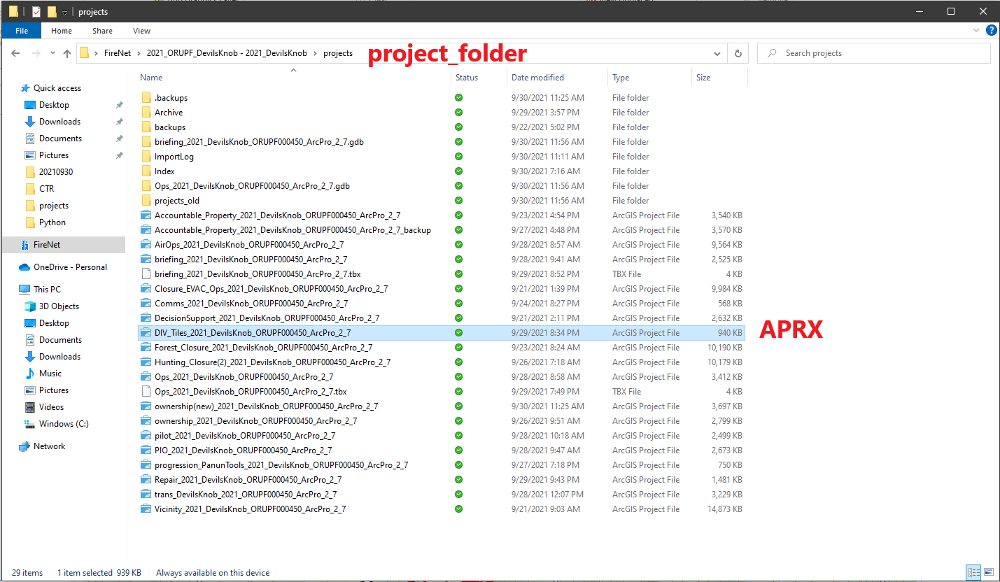 projects
File Home Share View
FireNet 2021_ORUPF_DevilsKnob - 2021_DevilsKnob projects project_folder Search projects
Name Status Date modified Type Size
Quick access
Desktop
Downloads
Documents
Pictures
20210930
CTR
projects
Python
FireNet
OneDrive - Personal
This PC
3D Objects
Desktop
Documents
Downloads
Music
Pictures
Videos
Windows (C:)
Network
.backups 9/30/2021 11:25 AM File folder
Archive 9/29/2021 3:57 PM File folder
backups 9/22/2021 5:02 PM File folder
briefing_2021_DevilsKnob_ORUPF000450_ArcPro_2_7.gdb 9/30/2021 11:56 AM File folder
ImportLog 9/30/2021 11:11 AM File folder
Index 9/30/2021 7:16 AM File folder
Ops_2021_DevilsKnob_ORUPF000450_ArcPro_2_7.gdb 9/30/2021 11:56 AM File folder
projects_old 9/30/2021 11:56 AM File folder
Accountable_Property_2021_DevilsKnob_ORUPF000450_ArcPro_2_7 9/23/2021 4:54 PM ArcGIS Project File 3,540 KB
Accountable_Property_2021_DevilsKnob_ORUPF000450_ArcPro_2_7_backup 9/27/2021 4:48 PM ArcGIS Project File 3,570 KB
AirOps_2021_DevilsKnob_ORUPF000450_ArcPro_2_7 9/28/2021 8:57 AM ArcGIS Project File 9,564 KB
briefing_2021_DevilsKnob_ORUPF000450_ArcPro_2_7 9/28/2021 9:41 AM ArcGIS Project File 2,525 KB
briefing_2021_DevilsKnob_ORUPF000450_ArcPro_2_7.tbx 9/29/2021 8:52 PM TBX File 4 KB
Closure_EVAC_Ops_2021_DevilsKnob_ORUPF000450_ArcPro_2_7 9/21/2021 1:39 PM ArcGIS Project File 9,984 KB
Comms_2021_DevilsKnob_ORUPF000450_ArcPro_2_7 9/24/2021 8:27 PM ArcGIS Project File 568 KB
DecisionSupport_2021_DevilsKnob_ORUPF000450_ArcPro_2_7 9/21/2021 2:11 PM ArcGIS Project File 2,632 KB
DIV_Tiles_2021_DevilsKnob_ORUPF000450_ArcPro_2_7 9/29/2021 8:34 PM ArcGIS Project File 940 KB APRX
Forest_Closure_2021_DevilsKnob_ORUPF000450_ArcPro_2_7 9/23/2021 8:24 AM ArcGIS Project File 10,190 KB
Hunting_Closure(2)_2021_DevilsKnob_ORUPF000450_ArcPro_2_7 9/26/2021 7:18 AM ArcGIS Project File 10,179 KB
Ops_2021_DevilsKnob_ORUPF000450_ArcPro_2_7 9/28/2021 8:58 AM ArcGIS Project File 3,412 KB
Ops_2021_DevilsKnob_ORUPF000450_ArcPro_2_7.tbx 9/29/2021 7:49 PM TBX File 4 KB
ownership(new)_2021_DevilsKnob_ORUPF000450_ArcPro_2_7 9/30/2021 11:25 AM ArcGIS Project File 3,697 KB
ownership_2021_DevilsKnob_ORUPF000450_ArcPro_2_7 9/26/2021 9:51 AM ArcGIS Project File 2,799 KB
pilot_2021_DevilsKnob_ORUPF000450_ArcPro_2_7 9/28/2021 10:18 AM ArcGIS Project File 2,499 KB
PIO_2021_DevilsKnob_ORUPF000450_ArcPro_2_7 9/28/2021 9:47 AM ArcGIS Project File 2,673 KB
progression_PanunTools_2021_DevilsKnob_ORUPF000450_ArcPro_2_7 9/27/2021 7:18 PM ArcGIS Project File 750 KB
Repair_2021_DevilsKnob_ORUPF000450_ArcPro_2_7 9/29/2021 9:43 PM ArcGIS Project File 1,481 KB
trans_DevilsKnob_2021_ORUPF000450_ArcPro_2_7 9/28/2021 12:07 PM ArcGIS Project File 3,229 KB
Vicinity_2021_DevilsKnob_ORUPF000450_ArcPro_2_7 9/21/2021 9:03 AM ArcGIS Project File 14,873 KB
29 items 1 item selected 939 KB Always available on this device